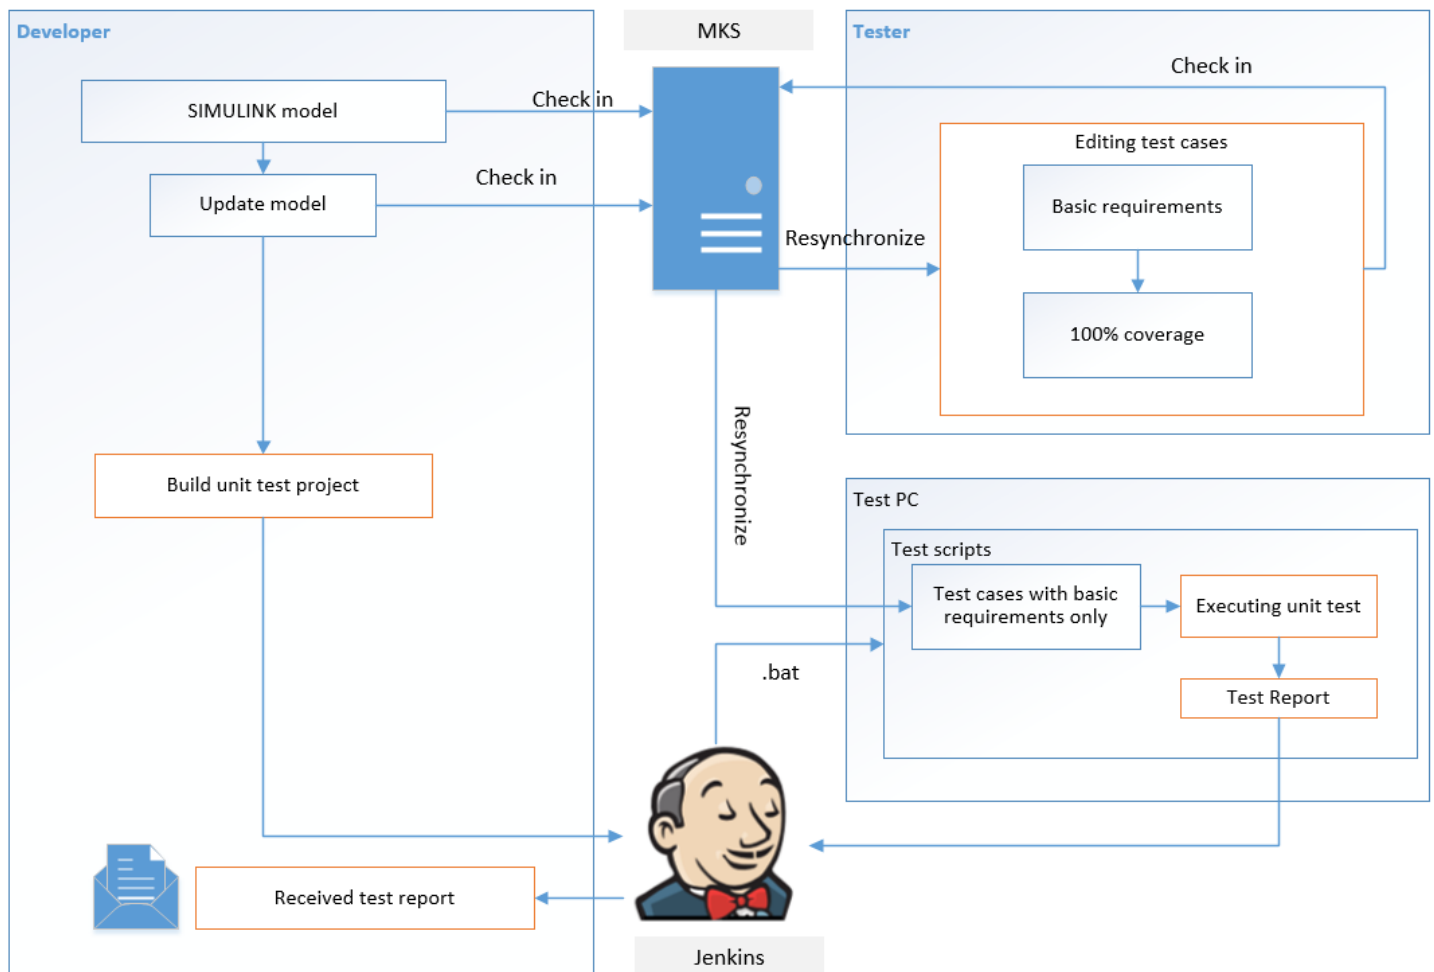 Developer
MKS
Tester
SIMULINK model
Check in
Check in
Update model
Check in
Editing test cases
Basic requirements
Resynchronize
100% coverage
Resynchronize
Build unit test project
Test PC
Test scripts
Test cases with basic
requirements only
Executing unit test
.bat
Test Report
Received test report
Jenkins